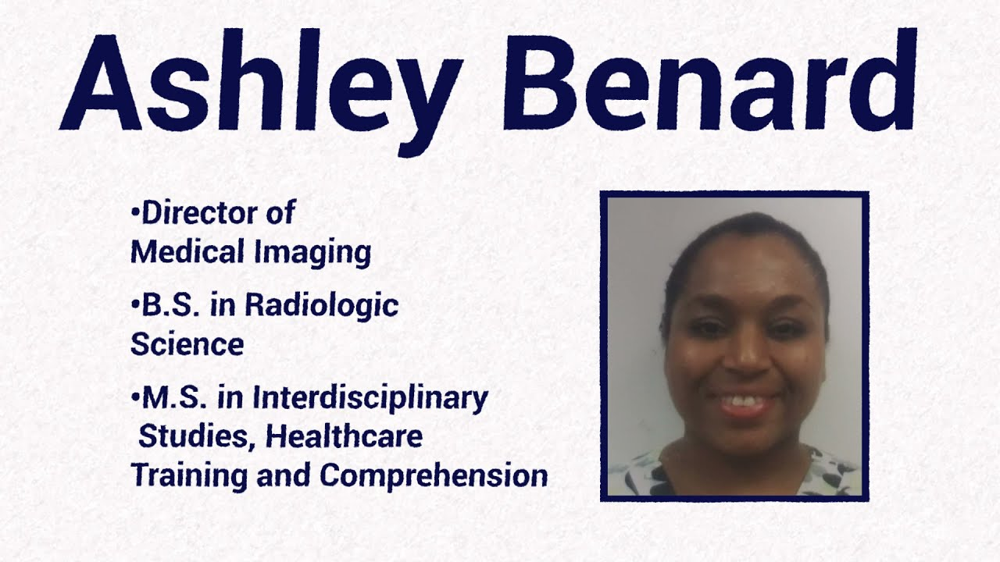 Ashley Benard
•Director of
Medical Imaging
•B.S. in Radiologic
Science
•M.S. in Interdisciplinary
Studies, Healthcare
Training and Comprehension